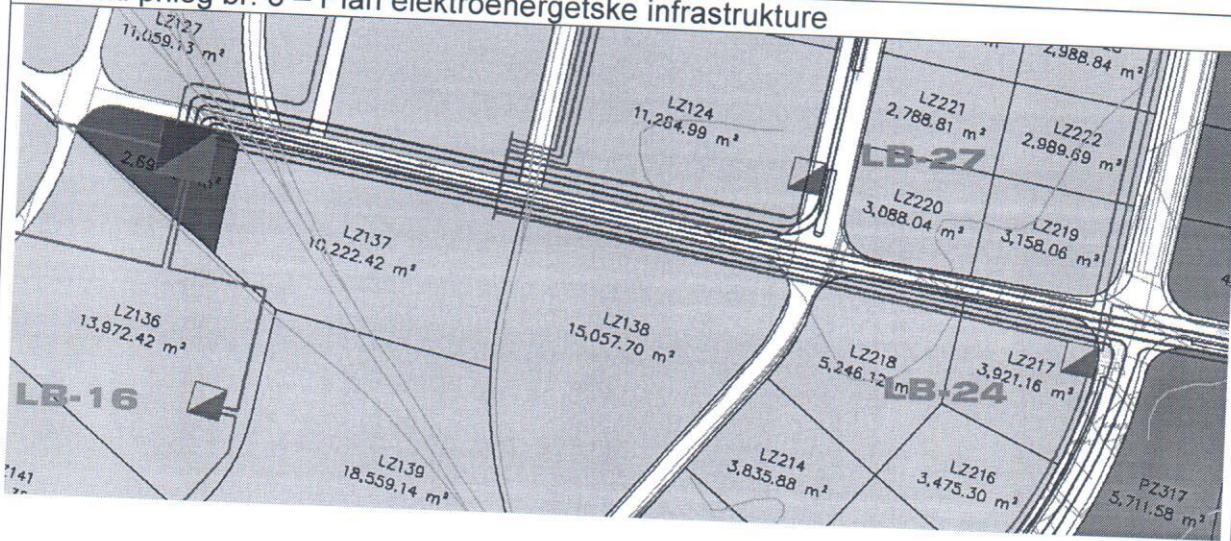 prilog br. 8 – Plan elektroenergetske infrastrukture
LZ127
11,059.13 m²
2,988.84 m²
LZ124
11,284.99 m²
LZ221
2,788.81 m²
LZ222
2,989.69 m²
LB-27
LZ220
3,088.04 m²
LZ219
3,158.06 m²
LZ137
10,222.42 m²
LZ136
13,972.42 m²
LZ138
15,057.70 m²
LZ218
5,246.12 m
LZ217
3,921.16 m²
LB-24
LB-16
LZ139
18,559.14 m²
LZ214
3,835.88 m²
LZ216
3,475.30 m²
PZ317
5,711.58 m²